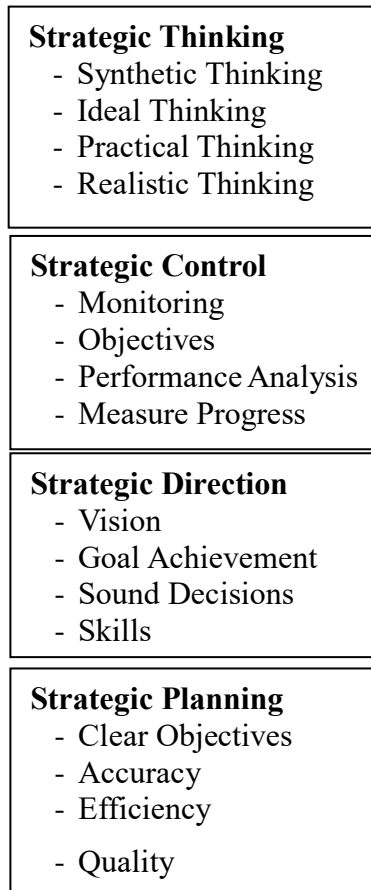 Strategic Thinking
- Synthetic Thinking
- Ideal Thinking
- Practical Thinking
- Realistic Thinking
Strategic Control
- Monitoring
- Objectives
- Performance Analysis
- Measure Progress
Strategic Direction
- Vision
- Goal Achievement
- Sound Decisions
- Skills
Strategic Planning
- Clear Objectives
- Accuracy
- Efficiency
- Quality